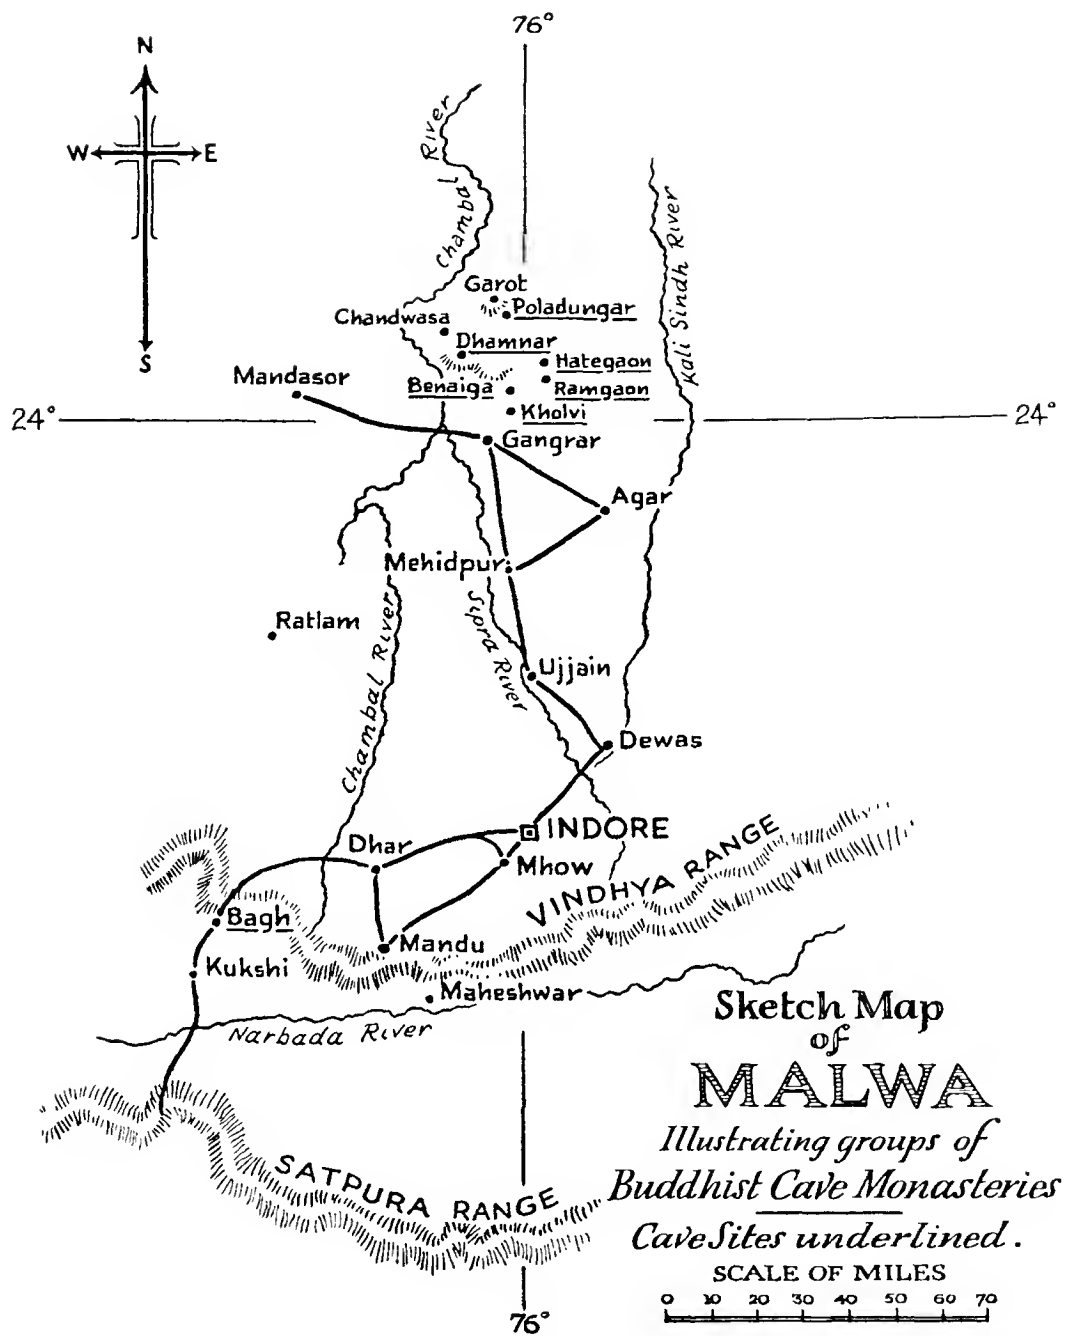 76°
N
W E
S
Chambal River
Kali Sindh River
Garot
Poladungar
Chandwasa
Dhamnar
Hategaon
Mandasor
Benaiga
Ramgaon
Kholvi
24° 24°
Gangrar
Agar
Mehidpur
Sipra River
Ratlam
Chambal River
Ujjain
Dewas
INDORE
Dhar
Mhow
VINDHYA RANGE
Bagh
Mandu
Kukshi
Maheshwar
Narbada River
SATPURA RANGE
Sketch Map
of
MALWA
Illustrating groups of
Buddhist Cave Monasteries
Cave Sites underlined.
SCALE OF MILES
0 10 20 30 40 50 60 70
76°